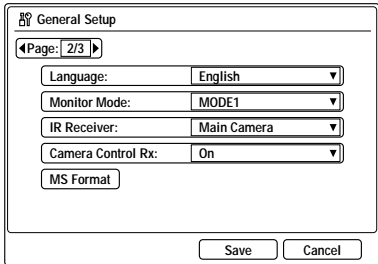 General Setup
Page: 2/3
Language: English
Monitor Mode: MODE1
IR Receiver: Main Camera
Camera Control Rx: On
MS Format
Save Cancel